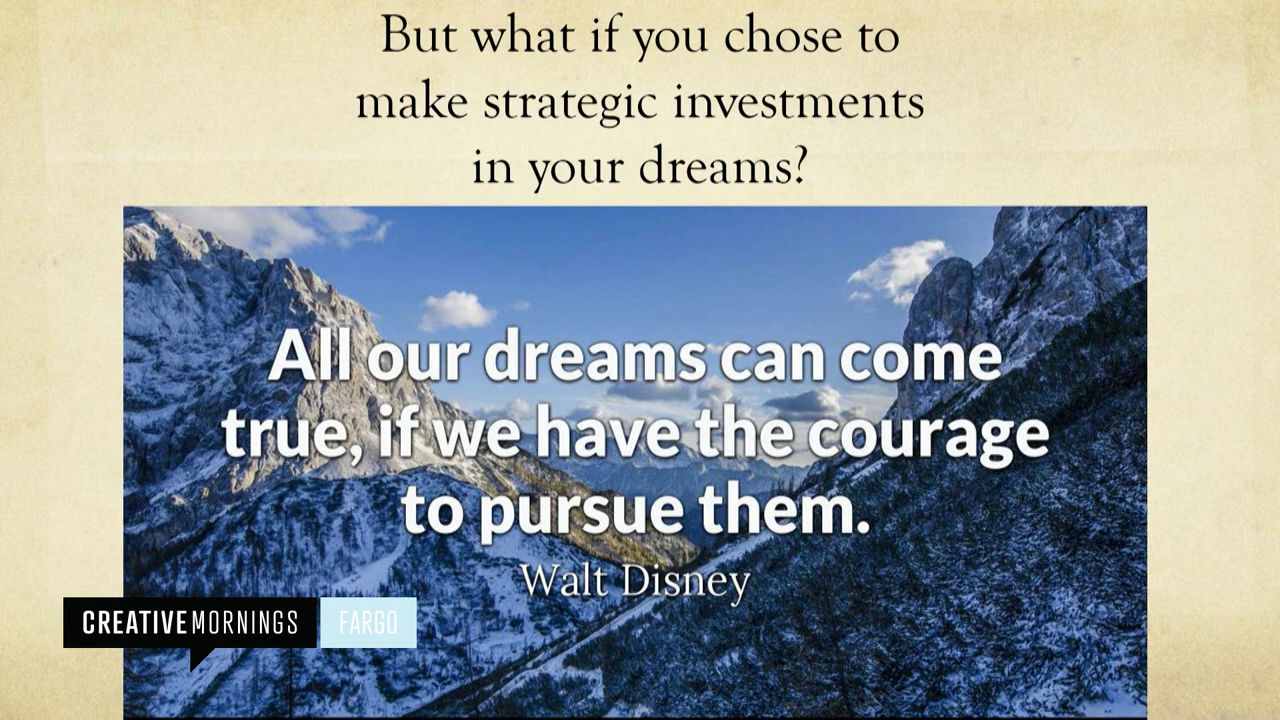 But what if you chose to
make strategic investments
in your dreams?
All our dreams can come
true, if we have the courage
to pursue them.
Walt Disney
CREATIVEMORNINGS FARGO